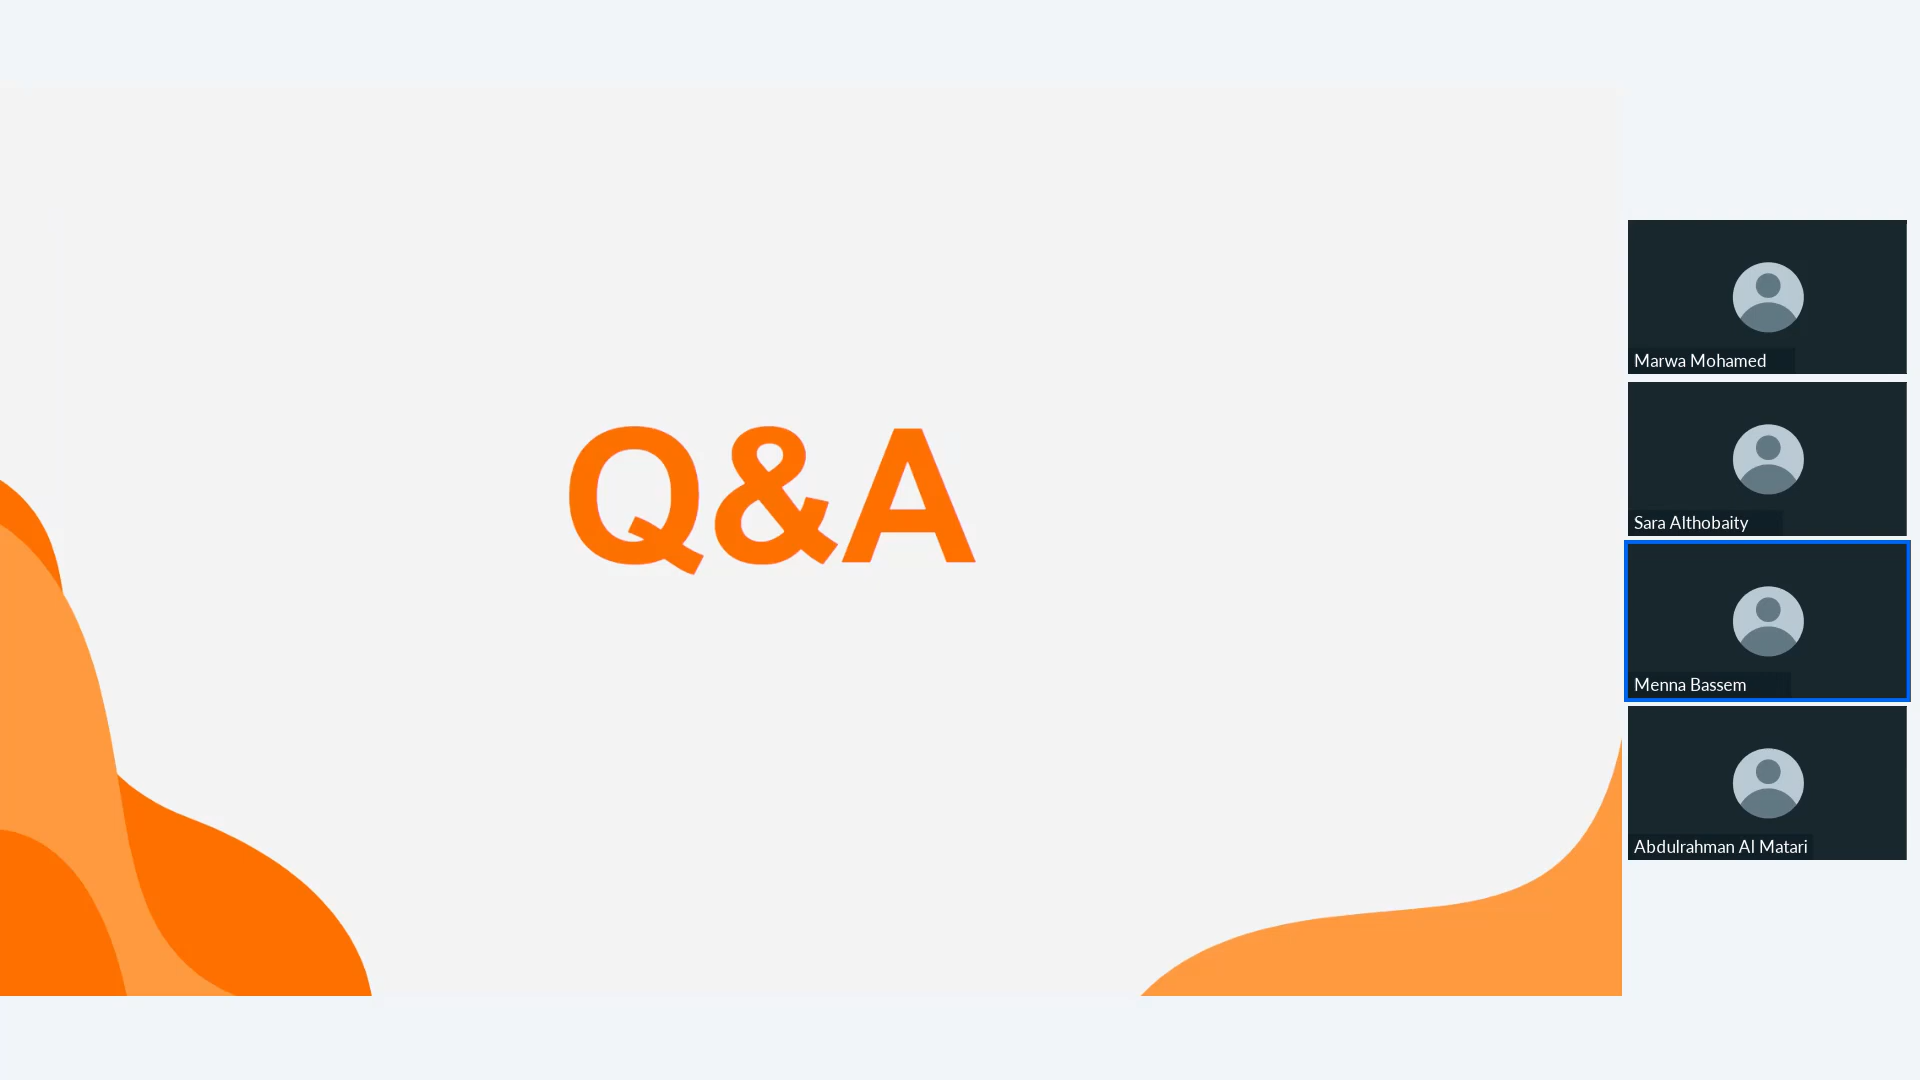 Q&A
Marwa Mohamed
Sara Althobaity
Menna Bassem
Abdulrahman Al Matari